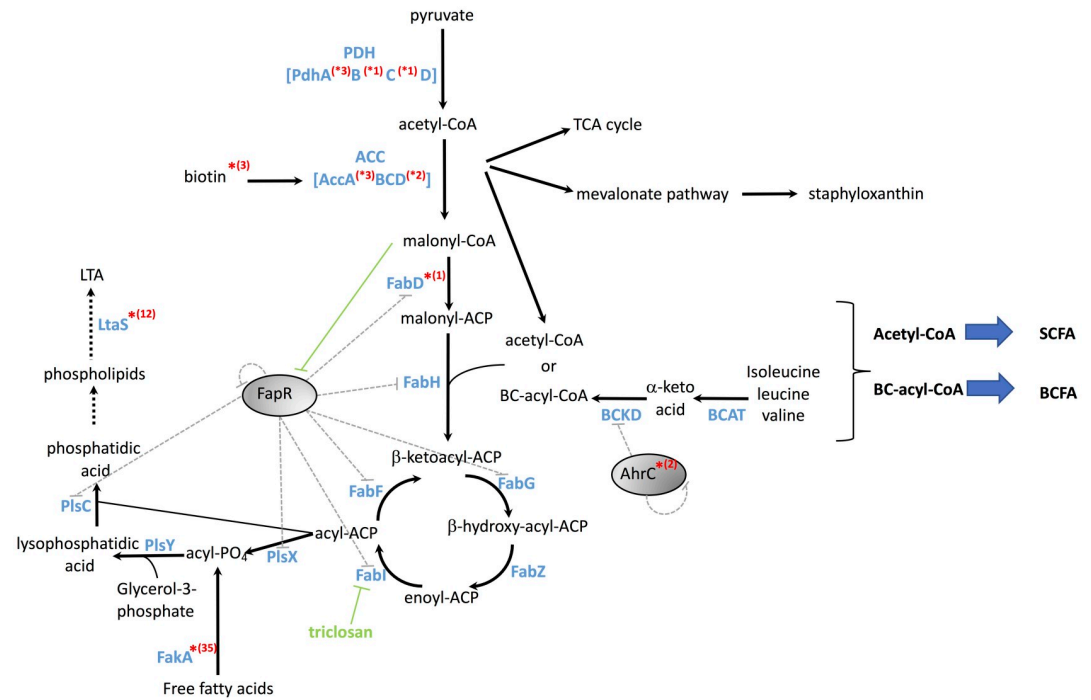 pyruvate
PDH
[PdhA(*3)B(*1) C(*1) D]
acetyl-CoA
TCA cycle
ACC
biotin*(3)
[AccA(*3)BCD(*2)]
mevalonate pathway
staphyloxanthin
malonyl-CoA
LTA
FabD*(1)
LtaS*(12)
malonyl-ACP
acetyl-CoA
or
BC-acyl-CoA
Acetyl-CoA
SCFA
phospholipids
FabH
FapR
α-keto
acid
Isoleucine
leucine
valine
BC-acyl-CoA
BCFA
BCKD
BCAT
phosphatidic
acid
β-ketoacyl-ACP
AhrC*(2)
PlsC
FabF
FabG
acyl-ACP
β-hydroxy-acyl-ACP
lysophosphatidic
acid
PlsY
acyl-PO₄
PlsX
FabI
FabZ
Glycerol-3-
phosphate
enoyl-ACP
triclosan
FakA*(35)
Free fatty acids